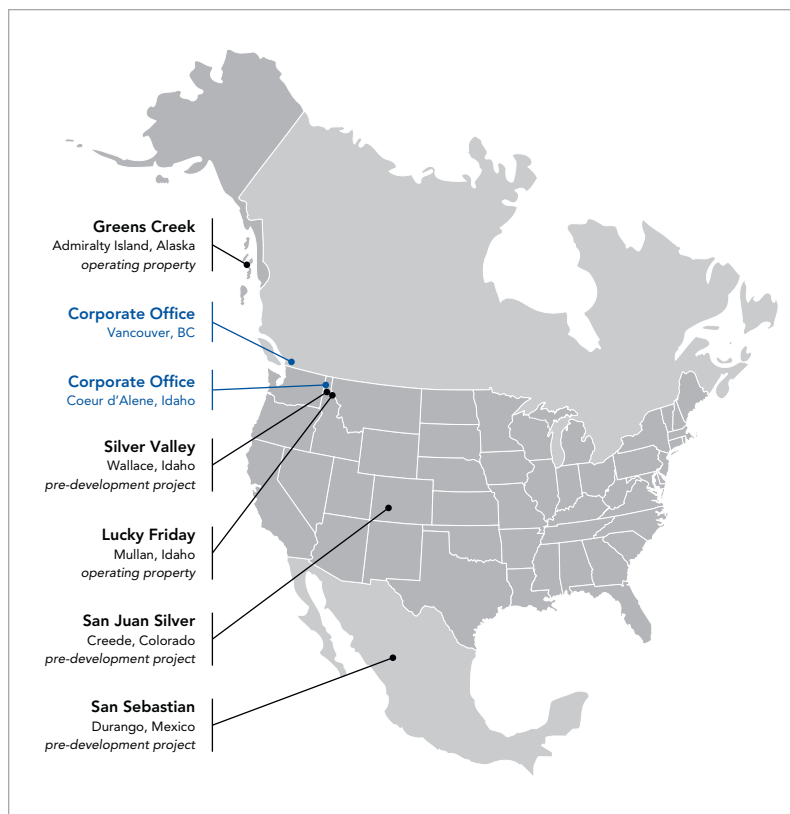 Greens Creek
Admiralty Island, Alaska
operating property
Corporate Office
Vancouver, BC
Corporate Office
Coeur d’Alene, Idaho
Silver Valley
Wallace, Idaho
pre-development project
Lucky Friday
Mullan, Idaho
operating property
San Juan Silver
Creede, Colorado
pre-development project
San Sebastian
Durango, Mexico
pre-development project